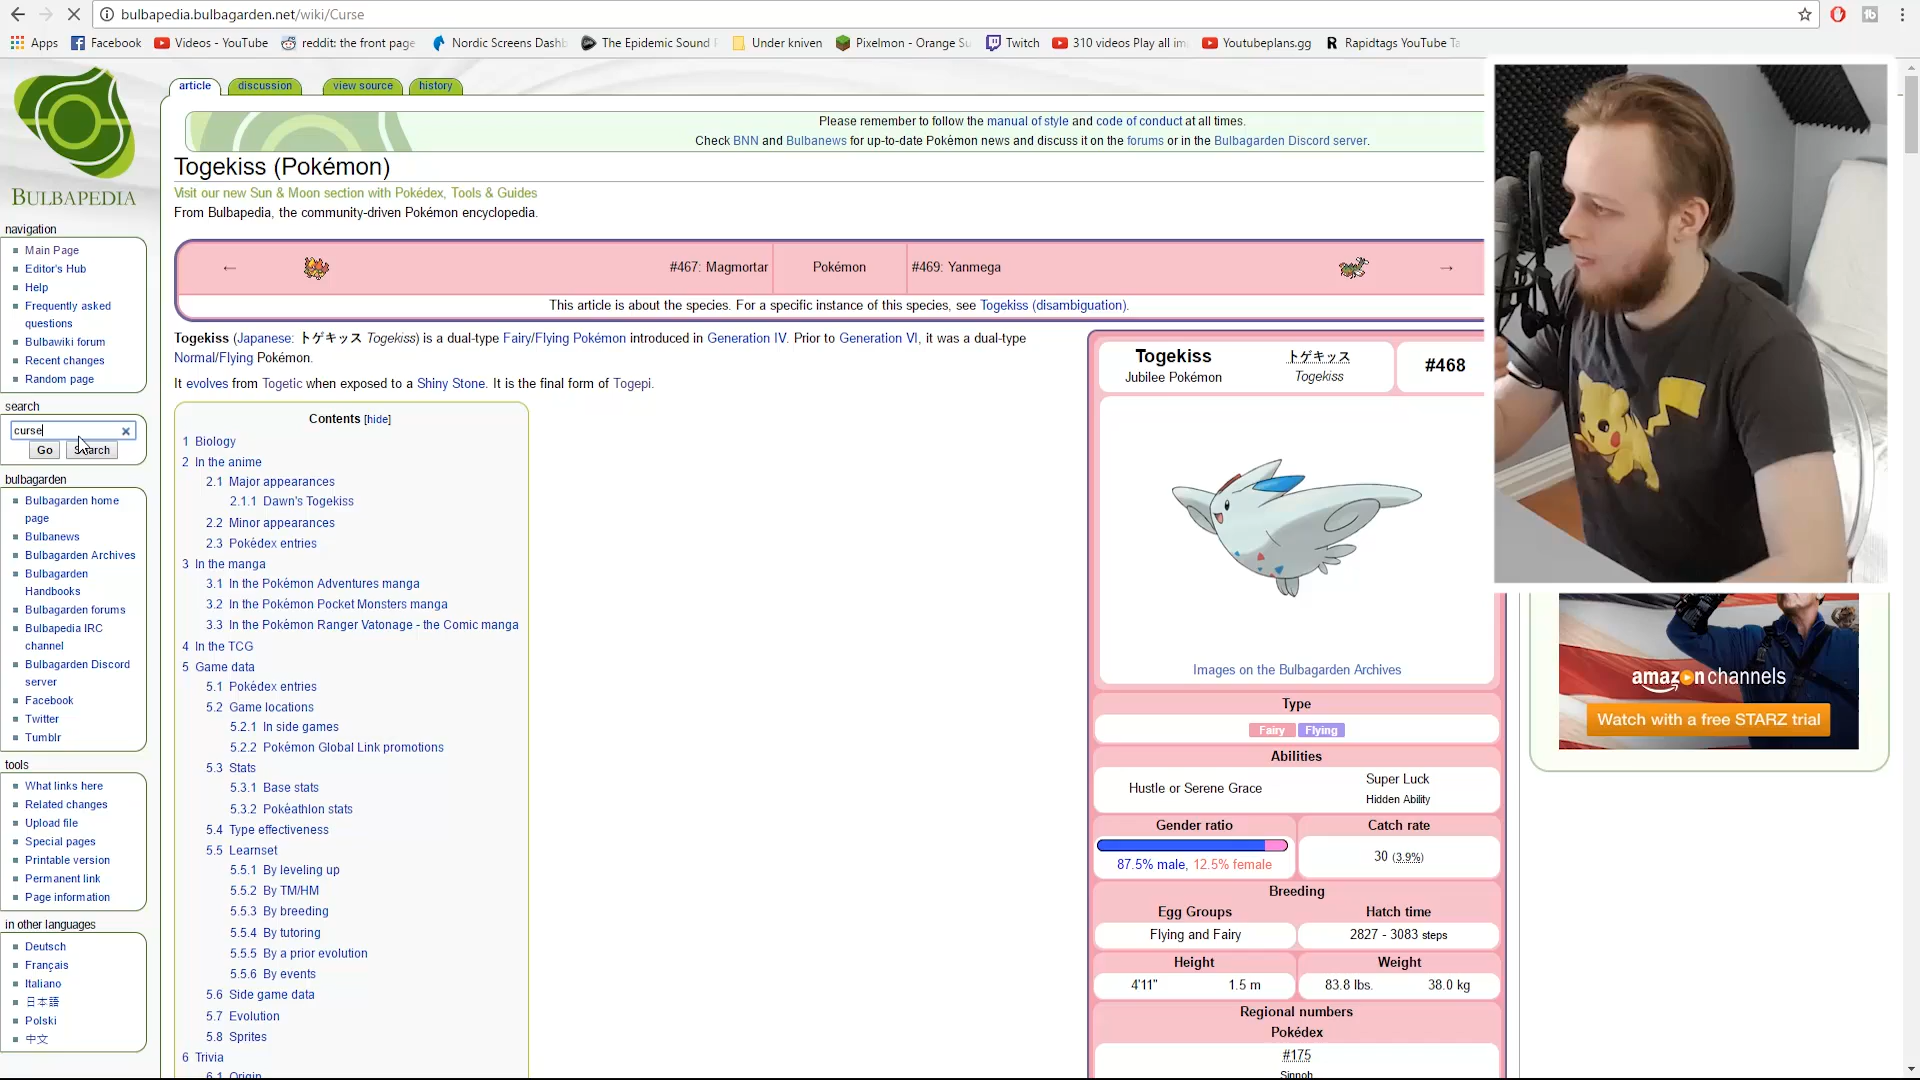 bulbapedia.bulbagarden.net/wiki/Curse
Apps Facebook Videos - YouTube reddit: the front page Nordic Screens Dashb The Epidemic Sound Under kniven Pixelmon - Orange Su Twitch 310 videos Play all im Youtubeplans.gg Rapidtags YouTube Ta
article discussion view source history
Please remember to follow the manual of style and code of conduct at all times.
Check BNN and Bulbanews for up-to-date Pokémon news and discuss it on the forums or in the Bulbagarden Discord server.
Togekiss (Pokémon)
Visit our new Sun & Moon section with Pokédex, Tools & Guides
From Bulbapedia, the community-driven Pokémon encyclopedia.
← #467: Magmortar Pokémon #469: Yanmega →
This article is about the species. For a specific instance of this species, see Togekiss (disambiguation).
Togekiss (Japanese: トゲキッス Togekiss) is a dual-type Fairy/Flying Pokémon introduced in Generation IV. Prior to Generation VI, it was a dual-type
Normal/Flying Pokémon.
It evolves from Togetic when exposed to a Shiny Stone. It is the final form of Togepi.
BULBAPEDIA
navigation
Main Page
Editor's Hub
Help
Frequently asked
questions
Bulbawiki forum
Recent changes
Random page
search
curse
Go Search
bulbagarden
Bulbagarden home
page
Bulbanews
Bulbagarden Archives
Bulbagarden
Handbooks
Bulbagarden forums
Bulbapedia IRC
channel
Bulbagarden Discord
server
Facebook
Twitter
Tumblr
tools
What links here
Related changes
Upload file
Special pages
Printable version
Permanent link
Page information
in other languages
Deutsch
Français
Italiano
日本語
Polski
中文
Contents [hide]
1 Biology
2 In the anime
2.1 Major appearances
2.1.1 Dawn's Togekiss
2.2 Minor appearances
2.3 Pokédex entries
3 In the manga
3.1 In the Pokémon Adventures manga
3.2 In the Pokémon Pocket Monsters manga
3.3 In the Pokémon Ranger Vatonage - the Comic manga
4 In the TCG
5 Game data
5.1 Pokédex entries
5.2 Game locations
5.2.1 In side games
5.2.2 Pokémon Global Link promotions
5.3 Stats
5.3.1 Base stats
5.3.2 Pokéathlon stats
5.4 Type effectiveness
5.5 Learnset
5.5.1 By leveling up
5.5.2 By TM/HM
5.5.3 By breeding
5.5.4 By tutoring
5.5.5 By a prior evolution
5.5.6 By events
5.6 Side game data
5.7 Evolution
5.8 Sprites
6 Trivia
6.1 Origin
Togekiss トゲキッス #468
Jubilee Pokémon Togekiss
Images on the Bulbagarden Archives
Type
Fairy Flying
Abilities
Hustle or Serene Grace Super Luck
Hidden Ability
Gender ratio Catch rate
87.5% male, 12.5% female 30 (3.9%)
Breeding
Egg Groups Hatch time
Flying and Fairy 2827 - 3083 steps
Height Weight
4'11" 1.5 m 83.8 lbs. 38.0 kg
Regional numbers
Pokédex
#175
Sinnoh
amazon channels
Watch with a free STARZ trial